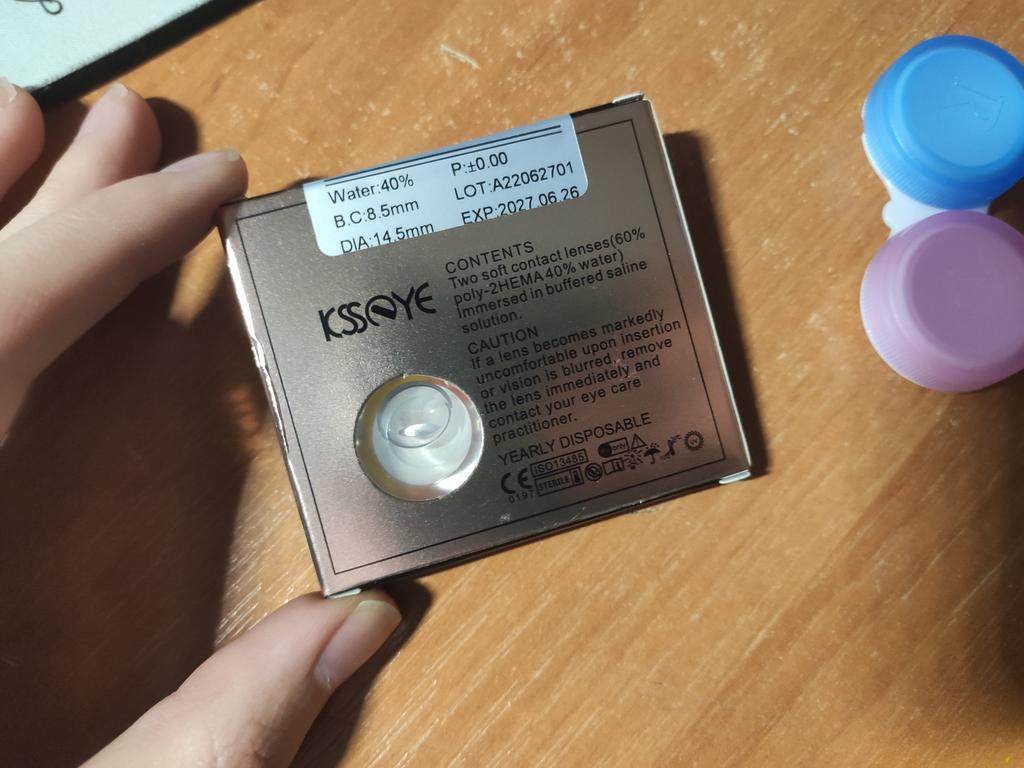 Water:40%
P:±0.00
B.C:8.5mm
LOT:A22062701
DIA:14.5mm
EXP:2027.06.26
KSSEYE
CONTENTS
Two soft contact lenses(60%
poly-2HEMA 40% water)
Immersed in buffered saline
solution.
CAUTION
If a lens becomes markedly
uncomfortable upon insertion
or vision is blurred, remove
the lens immediately and
contact your eye care
practitioner.
YEARLY DISPOSABLE
CE
0197
ISO13485
STERILE
only
R